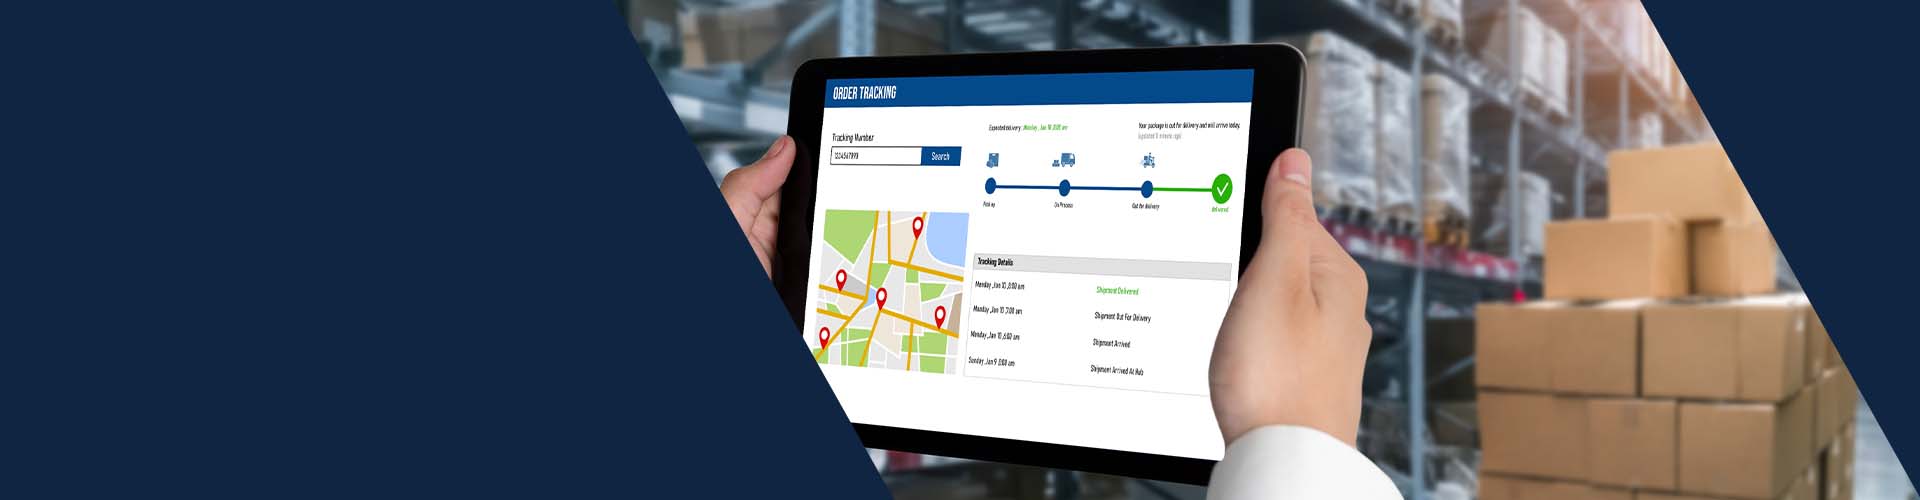 ORDER TRACKING
Tracking Number
1234567890
Search
Expected delivery : Monday, Jan 10, 8:00 am
Your package is out for delivery and will arrive today.
Pick up
On Process
Out for delivery
Delivered
Tracking Details
Monday, Jan 10, 8:00 am
Shipment Delivered
Monday, Jan 10, 7:00 am
Shipment Out For Delivery
Monday, Jan 10, 6:00 am
Shipment Arrived
Sunday, Jan 9 8:00 am
Shipment Arrived At Hub